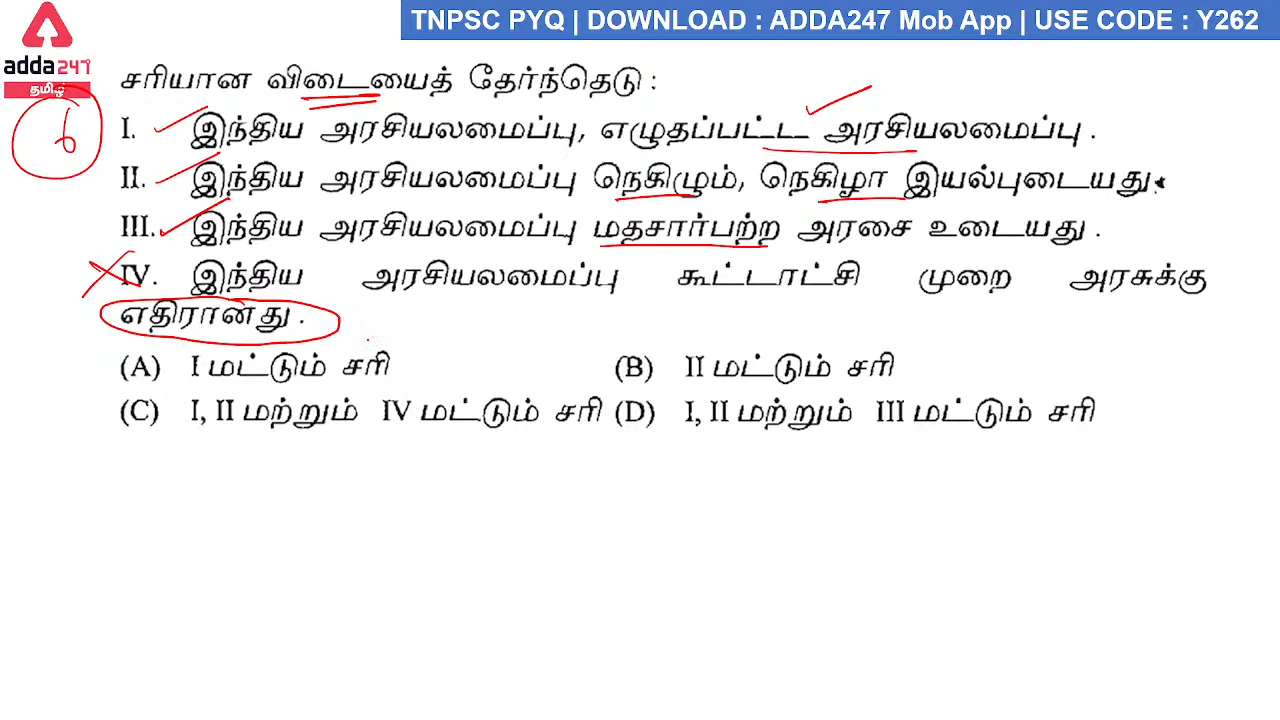 TNPSC PYQ | DOWNLOAD : ADDA247 Mob App | USE CODE : Y262
adda247
தமிழ்
6
சரியான விடையைத் தேர்ந்தெடு :
I. இந்திய அரசியலமைப்பு, எழுதப்பட்ட அரசியலமைப்பு .
II. இந்திய அரசியலமைப்பு நெகிழும், நெகிழா இயல்புடையது.
III. இந்திய அரசியலமைப்பு மதசார்பற்ற அரசை உடையது .
IV. இந்திய அரசியலமைப்பு கூட்டாட்சி முறை அரசுக்கு
எதிரானது .
(A) I மட்டும் சரி (B) II மட்டும் சரி
(C) I, II மற்றும் IV மட்டும் சரி (D) I, II மற்றும் III மட்டும் சரி